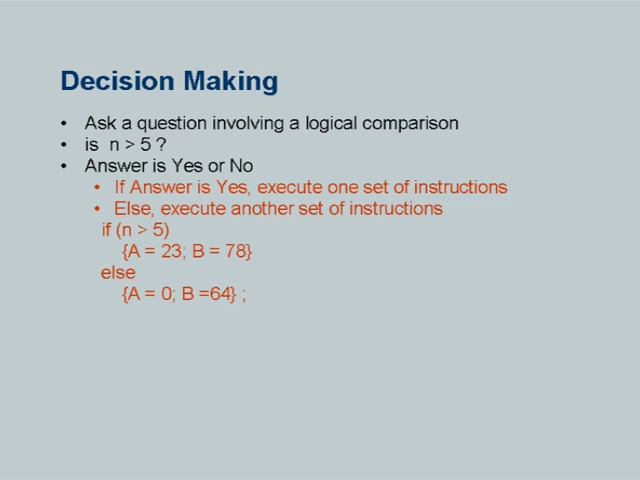 Decision Making
• Ask a question involving a logical comparison
• is n > 5 ?
• Answer is Yes or No
• If Answer is Yes, execute one set of instructions
• Else, execute another set of instructions
if (n > 5)
{A = 23; B = 78}
else
{A = 0; B =64} ;